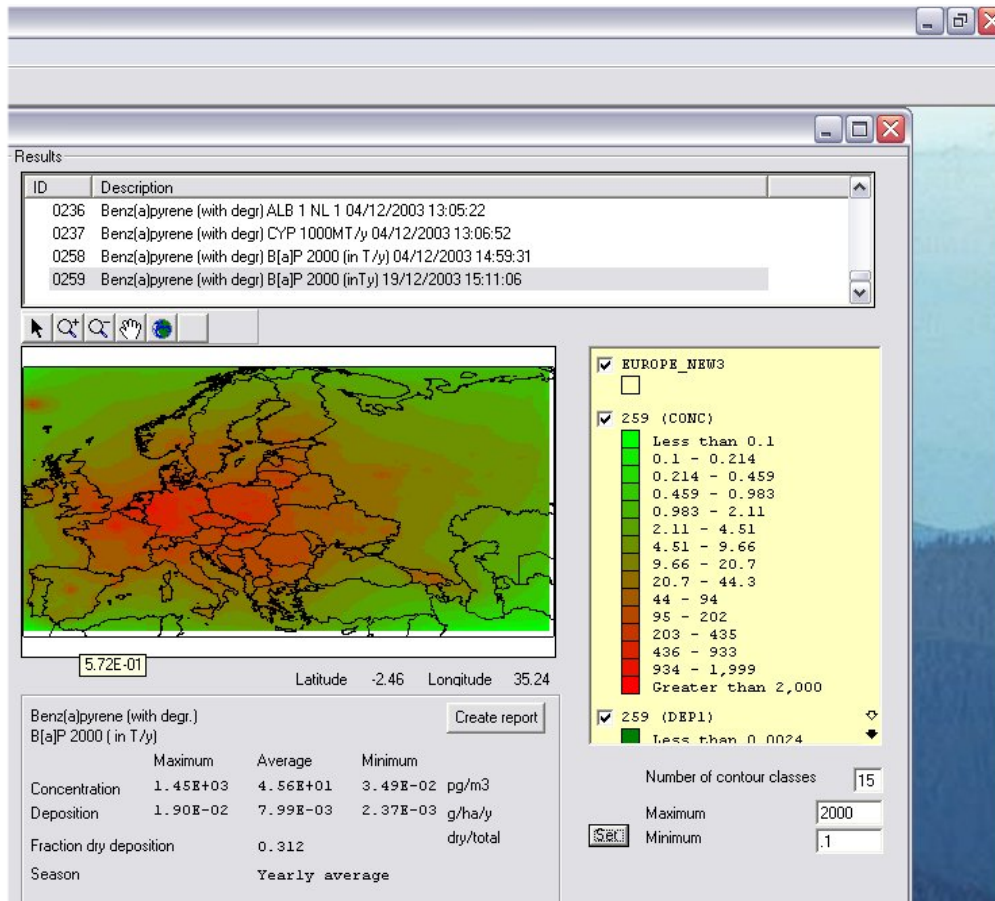 Results
ID Description
0236 Benz(a)pyrene (with degr) ALB 1 NL 1 04/12/2003 13:05:22
0237 Benz(a)pyrene (with degr) CYP 1000MT/y 04/12/2003 13:06:52
0258 Benz(a)pyrene (with degr) B[a]P 2000 (in T/y) 04/12/2003 14:59:31
0259 Benz(a)pyrene (with degr) B[a]P 2000 (inTy) 19/12/2003 15:11:06
EUROPE_NEW3
259 (CONC)
Less than 0.1
0.1 - 0.214
0.214 - 0.459
0.459 - 0.983
0.983 - 2.11
2.11 - 4.51
4.51 - 9.66
9.66 - 20.7
20.7 - 44.3
44 - 94
95 - 202
203 - 435
436 - 933
934 - 1,999
Greater than 2,000
259 (DEP1)
Less than 0.0024
5.72E-01
Latitude -2.46 Longitude 35.24
Benz(a)pyrene (with degr.)
B[a]P 2000 ( in T/y)
Create report
Maximum Average Minimum
Concentration 1.45E+03 4.56E+01 3.49E-02 pg/m3
Deposition 1.90E-02 7.99E-03 2.37E-03 g/ha/y
Fraction dry deposition 0.312 dry/total
Season Yearly average
Number of contour classes 15
Maximum 2000
Set Minimum .1